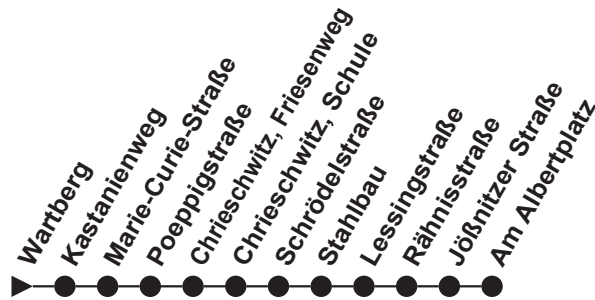 Wartberg
Kastanienweg
Marie-Curie-Straße
Poeppigstraße
Chrieschwitz, Friesenweg
Chrieschwitz, Schule
Schrödelstraße
Stahlbau
Lessingstraße
Rähnisstraße
Jößnitzer Straße
Am Albertplatz